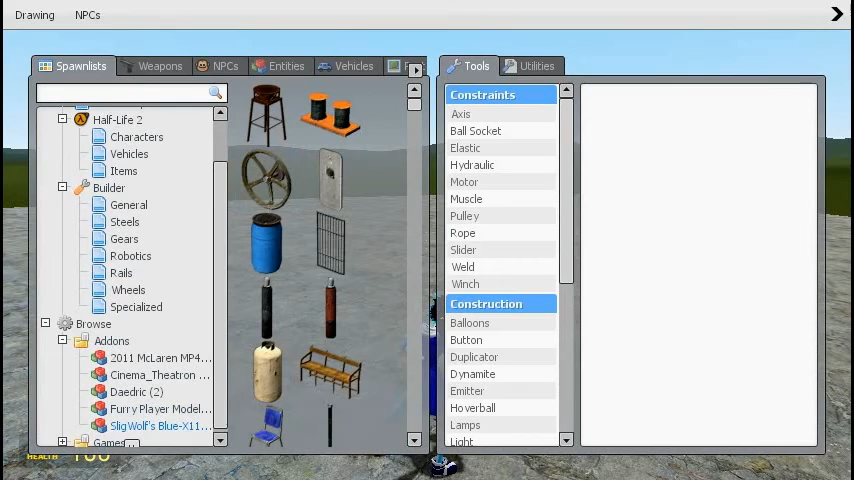 Drawing NPCs
Spawnlists Weapons NPCs Entities Vehicles
Tools Utilities
Half-Life 2
Characters
Vehicles
Items
Builder
General
Steels
Gears
Robotics
Rails
Wheels
Specialized
Browse
Addons
2011 McLaren MP4...
Cinema_Theatron ...
Daedric (2)
Furry Player Model...
SligWolf's Blue-X11...
Games
Constraints
Axis
Ball Socket
Elastic
Hydraulic
Motor
Muscle
Pulley
Rope
Slider
Weld
Winch
Construction
Balloons
Button
Duplicator
Dynamite
Emitter
Hoverball
Lamps
Light
HEALTH 100